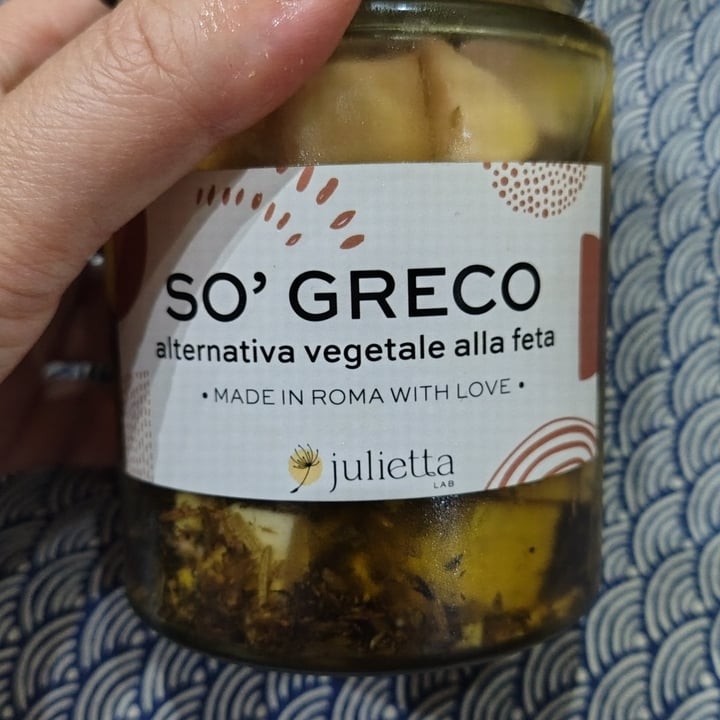 SO' GRECO
alternativa vegetale alla feta
• MADE IN ROMA WITH LOVE •
julietta
LAB